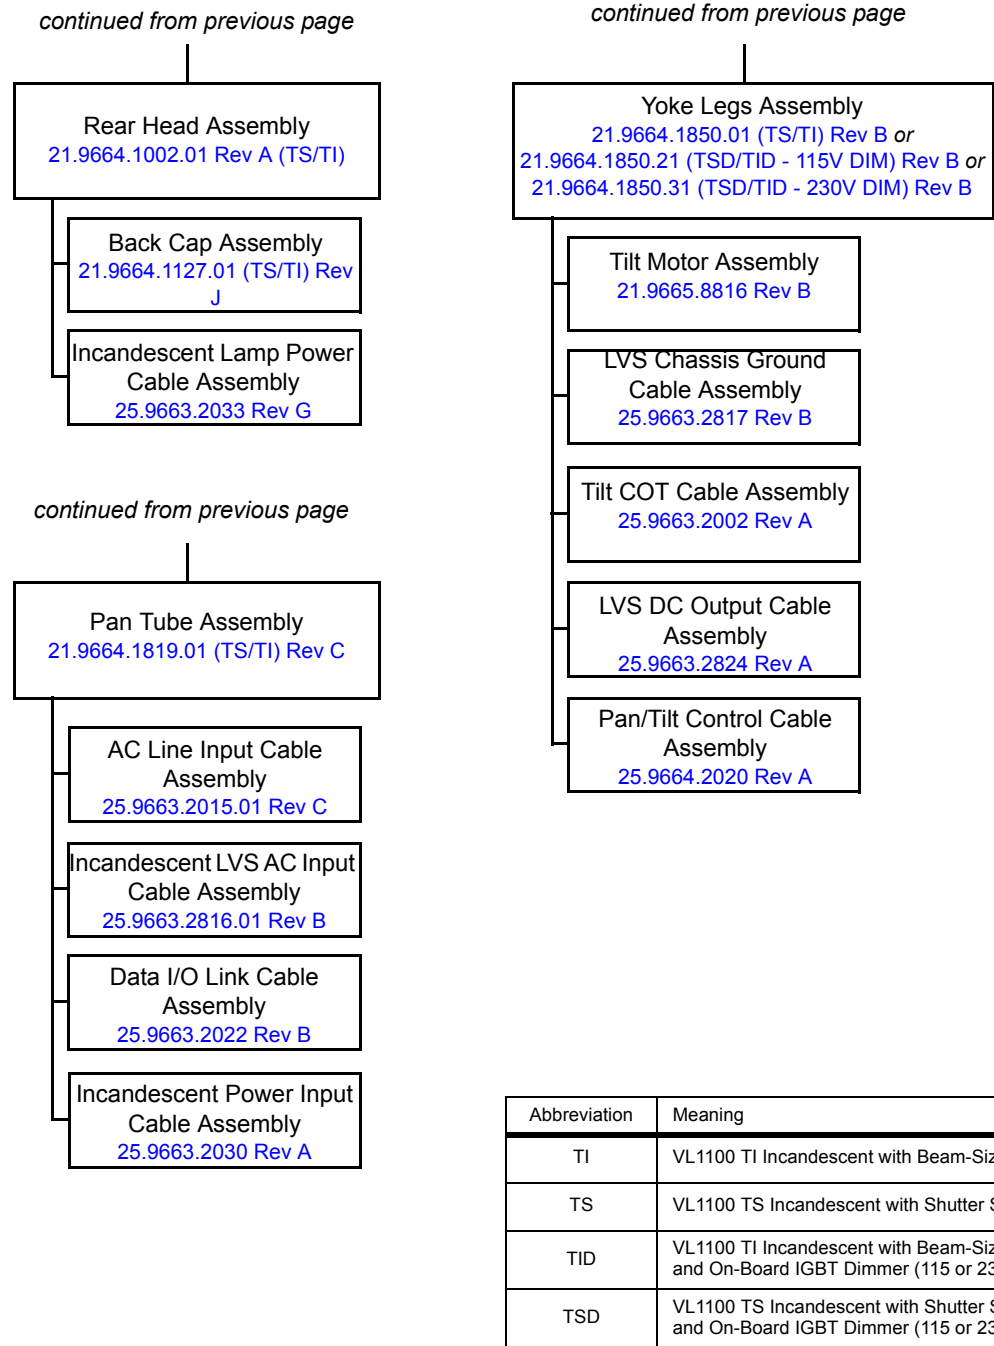 continued from previous page
Rear Head Assembly
21.9664.1002.01 Rev A (TS/TI)
Back Cap Assembly
21.9664.1127.01 (TS/TI) Rev
J
Incandescent Lamp Power
Cable Assembly
25.9663.2033 Rev G
continued from previous page
Pan Tube Assembly
21.9664.1819.01 (TS/TI) Rev C
AC Line Input Cable
Assembly
25.9663.2015.01 Rev C
Incandescent LVS AC Input
Cable Assembly
25.9663.2816.01 Rev B
Data I/O Link Cable
Assembly
25.9663.2022 Rev B
Incandescent Power Input
Cable Assembly
25.9663.2030 Rev A
continued from previous page
Yoke Legs Assembly
21.9664.1850.01 (TS/TI) Rev B or
21.9664.1850.21 (TSD/TID - 115V DIM) Rev B or
21.9664.1850.31 (TSD/TID - 230V DIM) Rev B
Tilt Motor Assembly
21.9665.8816 Rev B
LVS Chassis Ground
Cable Assembly
25.9663.2817 Rev B
Tilt COT Cable Assembly
25.9663.2002 Rev A
LVS DC Output Cable
Assembly
25.9663.2824 Rev A
Pan/Tilt Control Cable
Assembly
25.9664.2020 Rev A
Abbreviation Meaning
TI VL1100 TI Incandescent with
TS VL1100 TS Incandescent with Shutter
TID VL1100 TI Incandescent with
and On-Board IGBT Dimmer (115 or
TSD VL1100 TS Incandescent with Shutter
and On-Board IGBT Dimmer (115 or